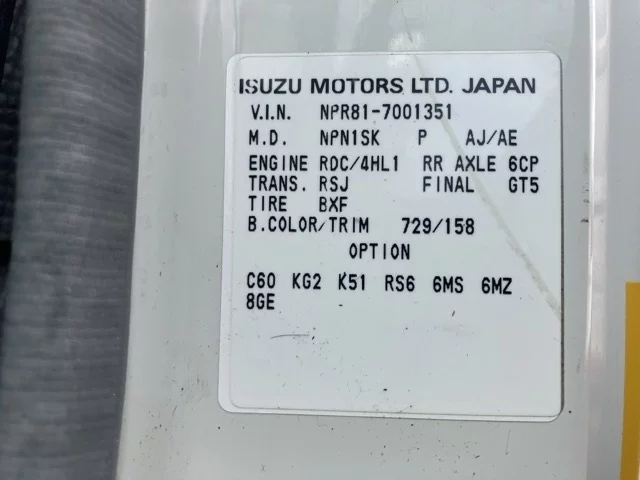 ISUZU MOTORS LTD. JAPAN
V.I.N. NPR81-7001351
M.D. NPN1SK P AJ/AE
ENGINE RDC/4HL1 RR AXLE 6CP
TRANS. RSJ FINAL GT5
TIRE BXF
B.COLOR/TRIM 729/158
OPTION
C60 KG2 K51 RS6 6MS 6MZ
8GE